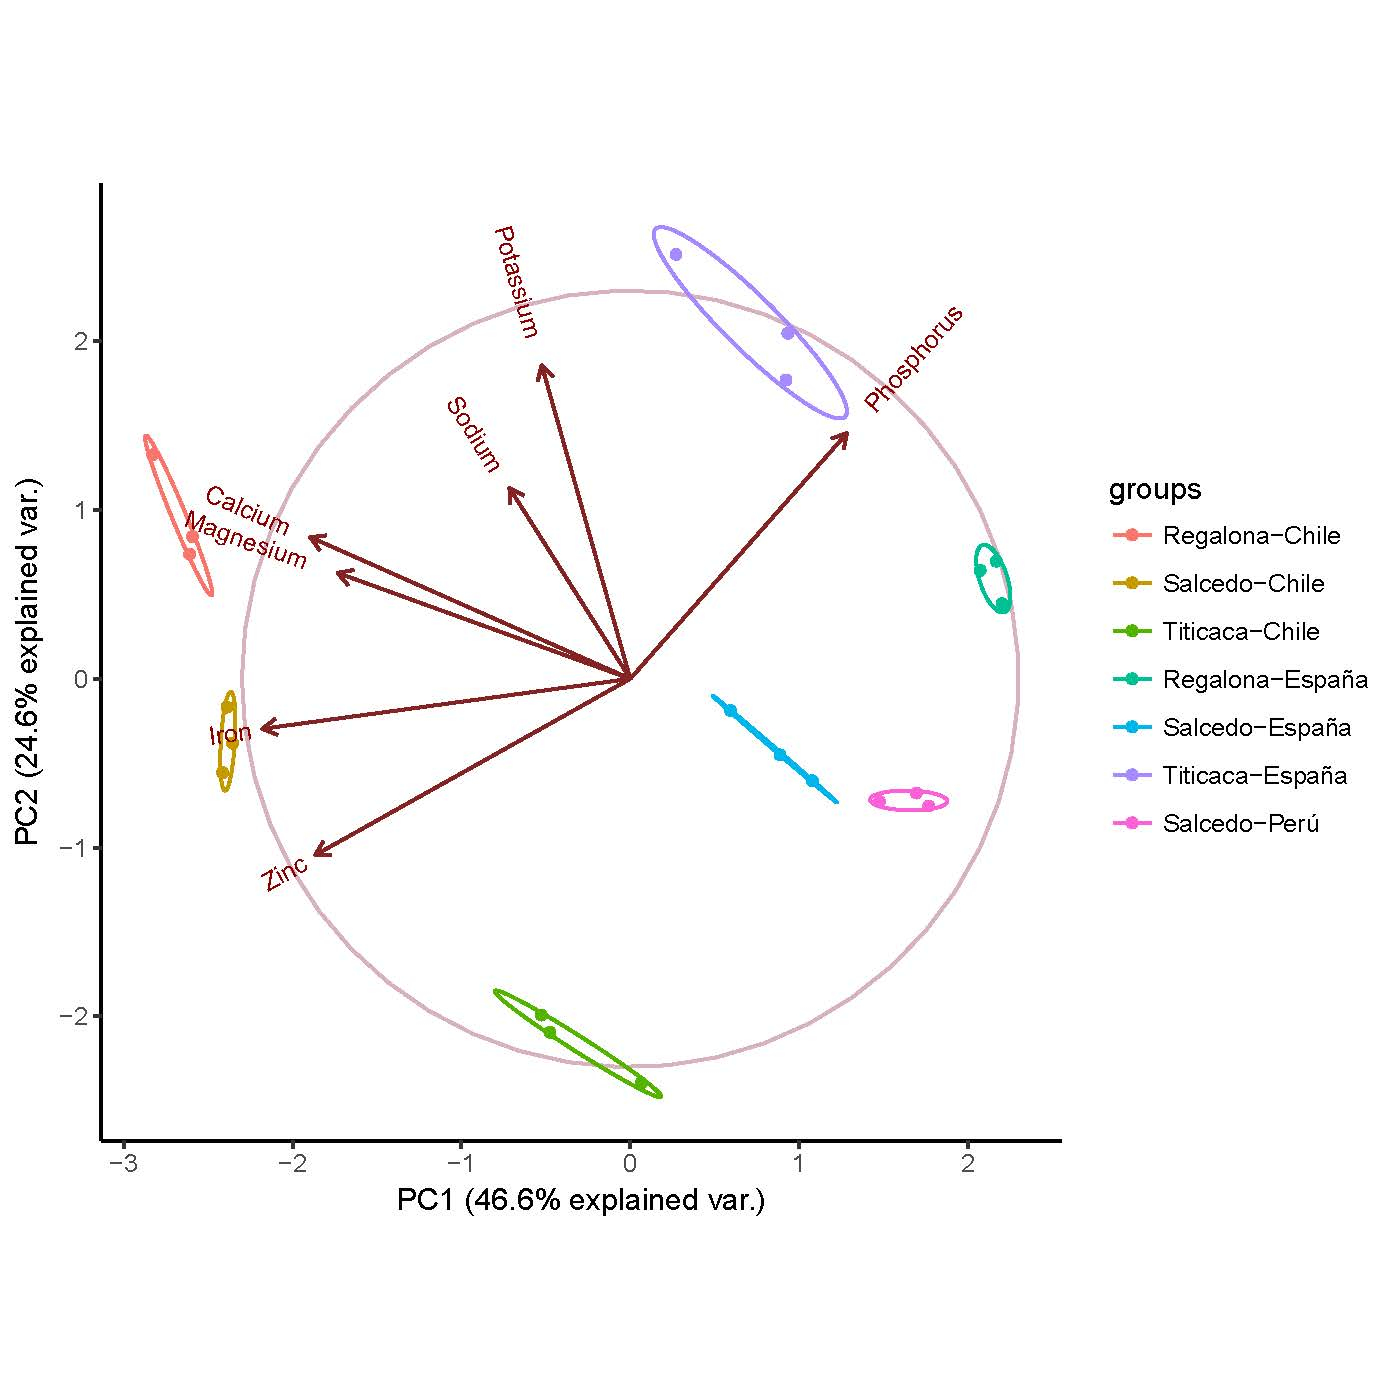 Potassium
Phosphorus
Sodium
Calcium
Magnesium
Iron
Zinc
2
1
0
−1
−2
−3
−2
−1
0
1
2
PC1 (46.6% explained var.)
PC2 (24.6% explained var.)
groups
Regalona−Chile
Salcedo−Chile
Titicaca−Chile
Regalona−España
Salcedo−España
Titicaca−España
Salcedo−Perú